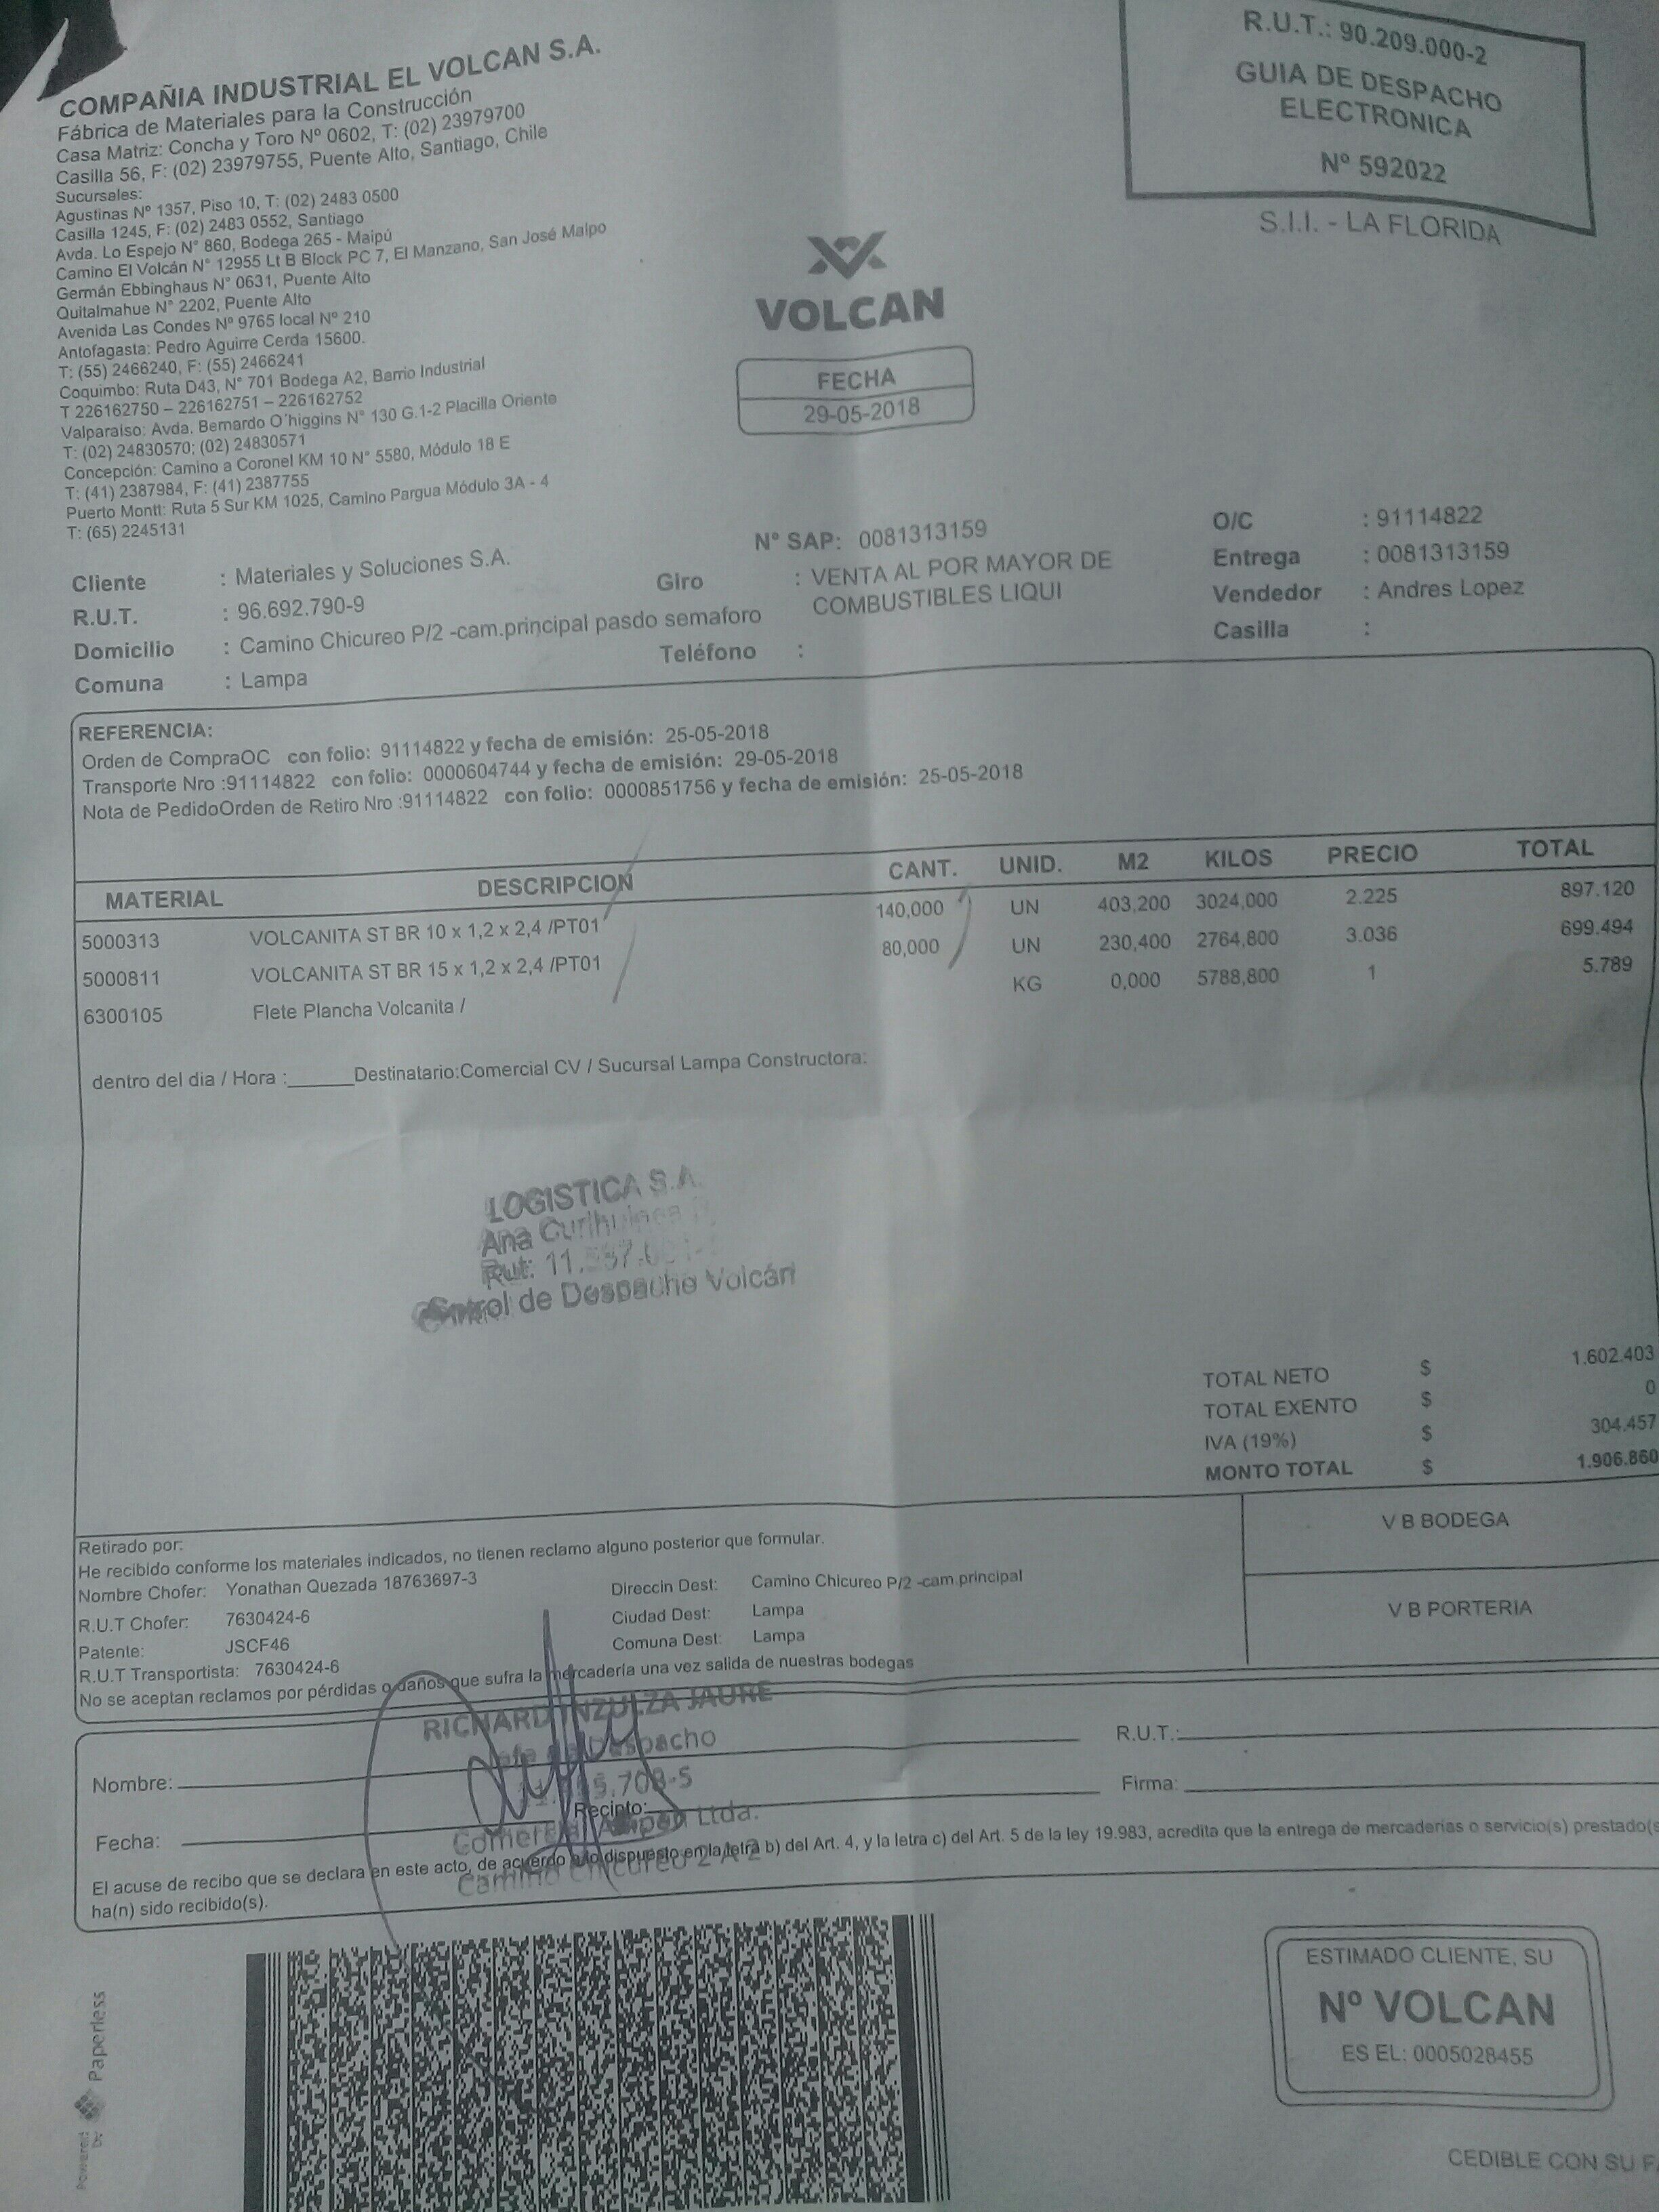 COMPAÑIA INDUSTRIAL EL VOLCAN S.A.
Fábrica de Materiales para la Construcción
Casa Matriz: Concha y Toro Nº 0602, T: (02) 23979700
Casilla 56, F: (02) 23979755, Puente Alto, Santiago, Chile
Sucursales:
Agustinas Nº 1357, Piso 10, T: (02) 2483 0500
Casilla 1245, F: (02) 2483 0552, Santiago
Avda. Lo Espejo N° 860, Bodega 265 - Maipú
Camino El Volcán N° 12955 Lt B Block PC 7, El Manzano, San José Maipo
Germán Ebbinghaus N° 0631, Puente Alto
Quitalmahue N° 2202, Puente Alto
Avenida Las Condes Nº 9765 local Nº 210
Antofagasta: Pedro Aguirre Cerda 15600.
T: (55) 2466240, F: (55) 2466241
Coquimbo: Ruta D43, N° 701 Bodega A2, Barrio Industrial
T 226162750 – 226162751 – 226162752
Valparaíso: Avda. Bernardo O´higgins N° 130 G.1-2 Placilla Oriente
T: (02) 24830570; (02) 24830571
Concepción: Camino a Coronel KM 10 N° 5580, Módulo 18 E
T: (41) 2387984, F: (41) 2387755
Puerto Montt: Ruta 5 Sur KM 1025, Camino Pargua Módulo 3A - 4
T: (65) 2245131
R.U.T.: 90.209.000-2
GUIA DE DESPACHO
ELECTRONICA
Nº 592022
S.I.I. - LA FLORIDA
VOLCAN
FECHA
29-05-2018
N° SAP: 0081313159
Cliente : Materiales y Soluciones S.A.
R.U.T. : 96.692.790-9
Domicilio : Camino Chicureo P/2 -cam.principal pasdo semaforo
Comuna : Lampa
Giro : VENTA AL POR MAYOR DE
COMBUSTIBLES LIQUI
Teléfono :
O/C : 91114822
Entrega : 0081313159
Vendedor : Andres Lopez
Casilla :
REFERENCIA:
Orden de CompraOC con folio: 91114822 y fecha de emisión: 25-05-2018
Transporte Nro :91114822 con folio: 0000604744 y fecha de emisión: 29-05-2018
Nota de PedidoOrden de Retiro Nro :91114822 con folio: 0000851756 y fecha de emisión: 25-05-2018
MATERIAL DESCRIPCION CANT. UNID. M2 KILOS PRECIO TOTAL
5000313 VOLCANITA ST BR 10 x 1,2 x 2,4 /PT01 140,000 UN 403,200 3024,000 2.225 897.120
5000811 VOLCANITA ST BR 15 x 1,2 x 2,4 /PT01 80,000 UN 230,400 2764,800 3.036 699.494
6300105 Flete Plancha Volcanita / KG 0,000 5788,800 1 5.789
dentro del dia / Hora :______Destinatario:Comercial CV / Sucursal Lampa Constructora:
LOGISTICA S.A.
Ana
Rut: 11.
de Despacho Volcán
TOTAL NETO $ 1.602.403
TOTAL EXENTO $ 0
IVA (19%) $ 304.457
MONTO TOTAL $ 1.906.860
Retirado por:
He recibido conforme los materiales indicados, no tienen reclamo alguno posterior que formular.
Nombre Chofer: Yonathan Quezada 18763697-3
R.U.T Chofer: 7630424-6
Patente: JSCF46
R.U.T Transportista: 7630424-6
Direccin Dest: Camino Chicureo P/2 -cam.principal
Ciudad Dest: Lampa
Comuna Dest: Lampa
No se aceptan reclamos por pérdidas o daños que sufra la mercadería una vez salida de nuestras bodegas
V B BODEGA
V B PORTERIA
RICHARD INZULZA JAURE
Despacho
.708-5
Ltda.
Camino Chicureo 2 A 2
Nombre:
R.U.T.:
Fecha:
Recinto:
Firma:
El acuse de recibo que se declara en este acto, de acuerdo a lo dispuesto en la letra b) del Art. 4, y la letra c) del Art. 5 de la ley 19.983, acredita que la entrega de mercaderías o servicio(s) prestado(s
ha(n) sido recibido(s).
Powered by Paperless
ESTIMADO CLIENTE, SU
Nº VOLCAN
ES EL: 0005028455
CEDIBLE CON SU F